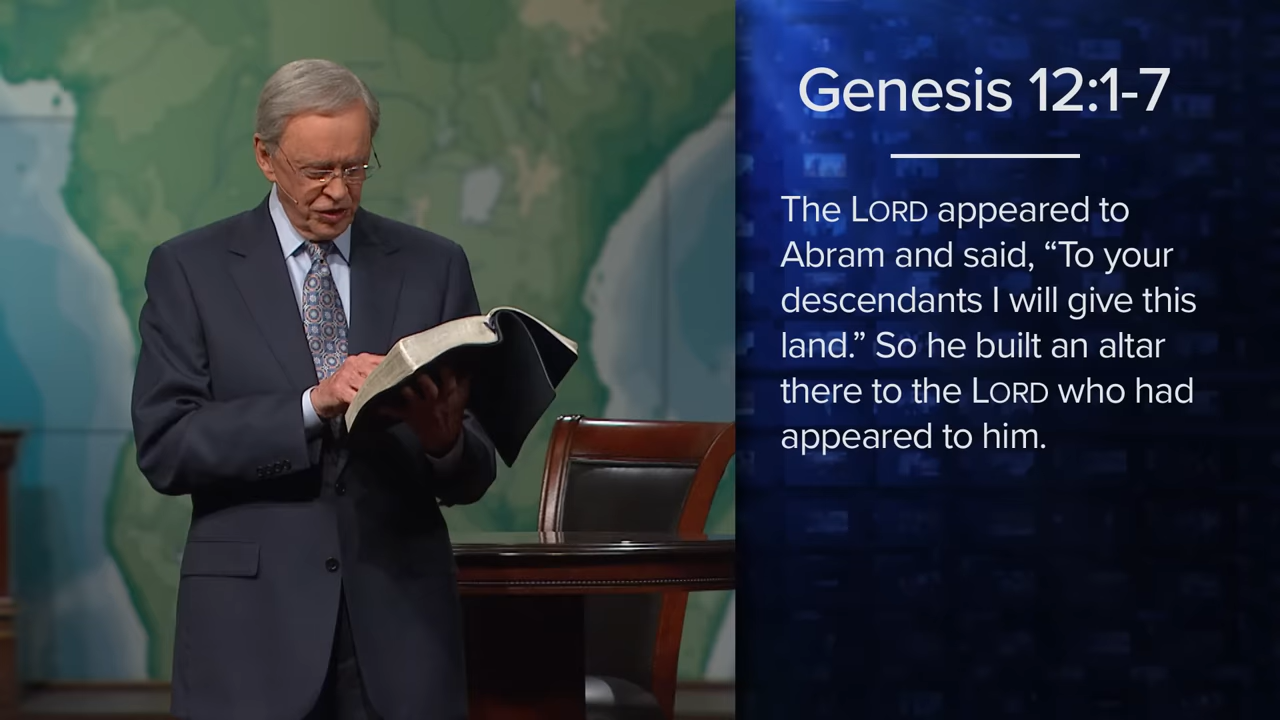 Genesis 12:1-7
The LORD appeared to
Abram and said, “To your
descendants I will give this
land.” So he built an altar
there to the LORD who had
appeared to him.